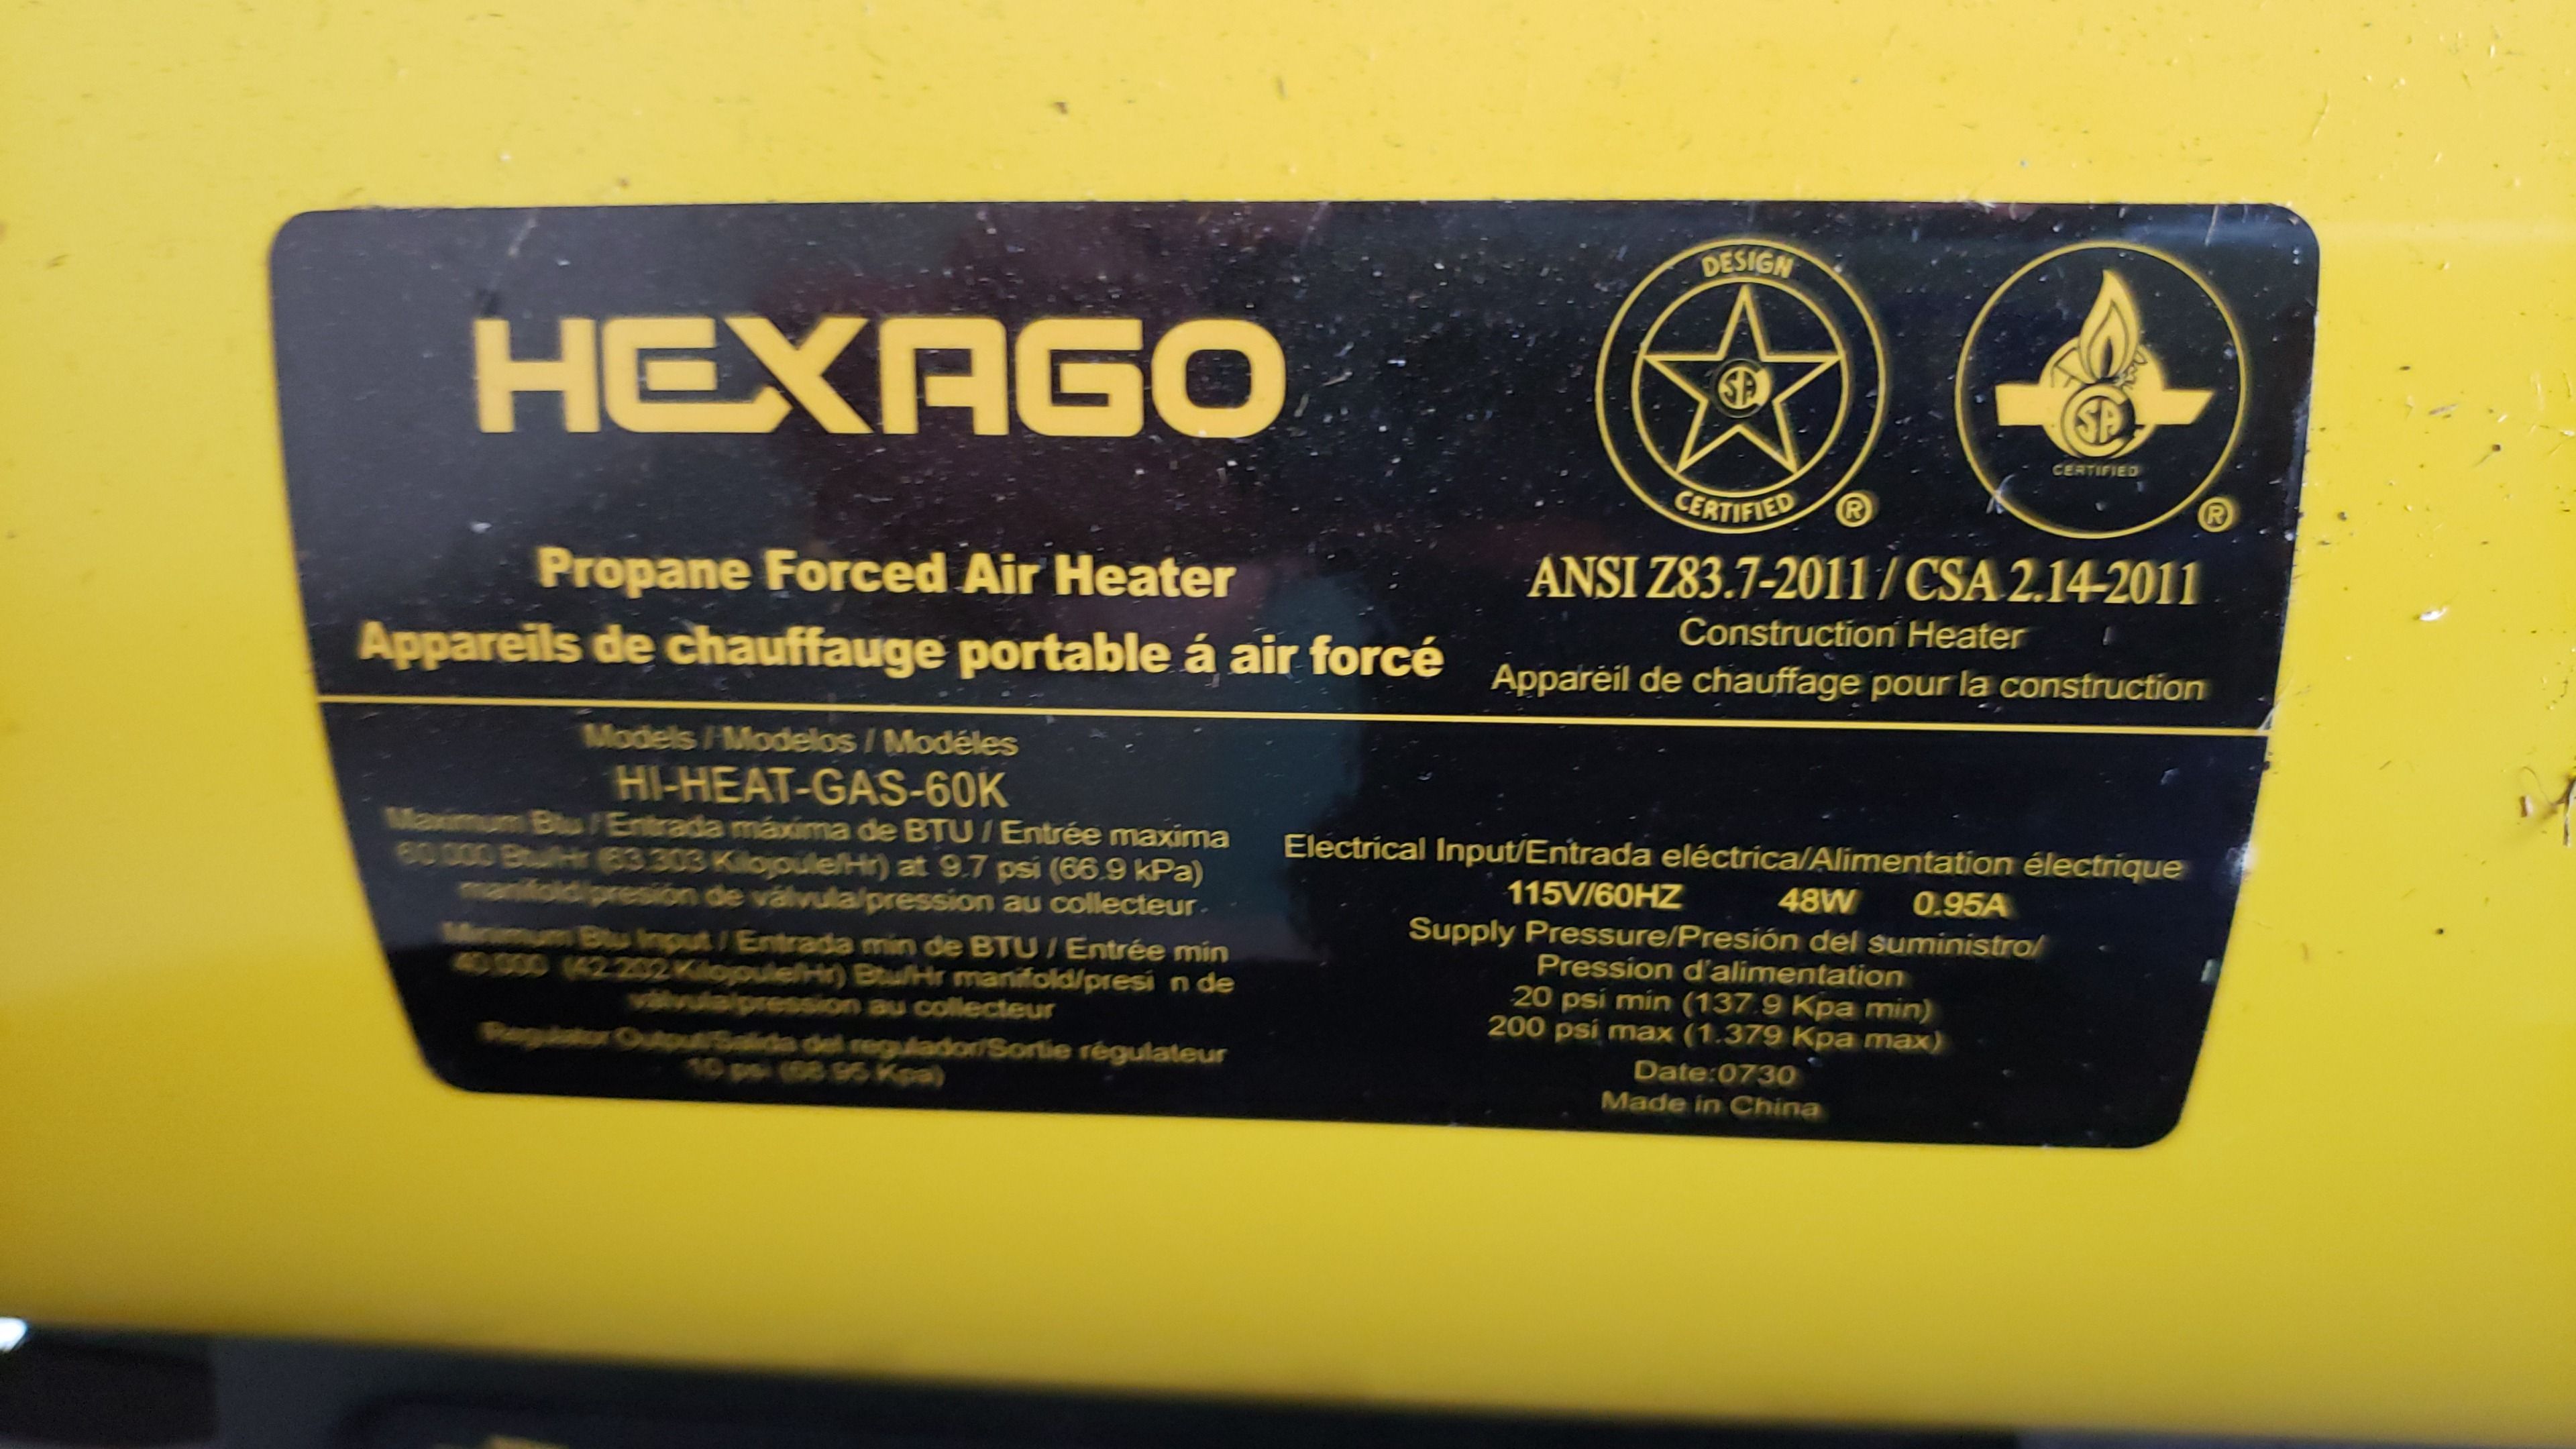 HEXAGO
Propane Forced Air Heater
Appareils de chauffauge portable á air forcé
DESIGN
CSA
CERTIFIED
®
CSA
CERTIFIED
®
ANSI Z83.7-2011 / CSA 2.14-2011
Construction Heater
Appareil de chauffage pour la construction
Models / Modelos / Modéles
HI-HEAT-GAS-60K
Maximum Btu / Entrada máxima de BTU / Entrée maxima
60.000 Btu/Hr (63.303 Kilojoule/Hr) at 9.7 psi (66.9 kPa)
manifold/presión de válvula/pression au collecteur
Minimum Btu Input / Entrada min de BTU / Entrée min
40.000 (42.202 Kilojoule/Hr) Btu/Hr manifold/presi n de
válvula/pression au collecteur
Regulator Output/Salida del regulador/Sortie régulateur
10 psi (68.95 Kpa)
Electrical Input/Entrada eléctrica/Alimentation électrique
115V/60HZ 48W 0.95A
Supply Pressure/Presión del suministro/
Pression d'alimentation
20 psi min (137.9 Kpa min)
200 psi max (1.379 Kpa max)
Date:0730
Made in China